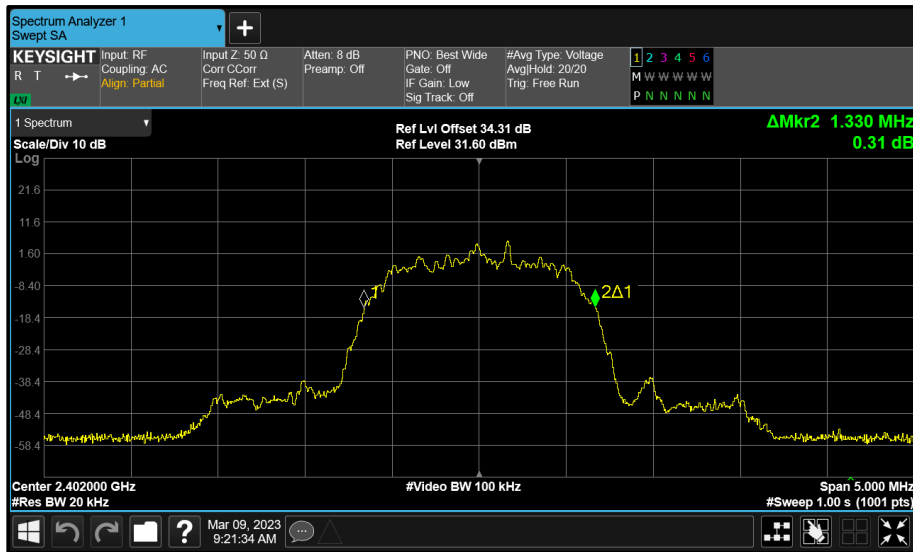 Spectrum Analyzer 1
Swept SA
+
KEYSIGHT
R T
LXI
Input: RF
Coupling: AC
Align: Partial
Input Z: 50 Ω
Corr CCorr
Freq Ref: Ext (S)
Atten: 8 dB
Preamp: Off
PNO: Best Wide
Gate: Off
IF Gain: Low
Sig Track: Off
#Avg Type: Voltage
Avg|Hold: 20/20
Trig: Free Run
1 2 3 4 5 6
M W W W W W
P N N N N N
1 Spectrum
Scale/Div 10 dB
Ref Lvl Offset 34.31 dB
Ref Level 31.60 dBm
ΔMkr2 1.330 MHz
0.31 dB
Log
21.6
11.6
1.60
-8.40
-18.4
-28.4
-38.4
-48.4
-58.4
1
2Δ1
Center 2.402000 GHz
#Res BW 20 kHz
#Video BW 100 kHz
Span 5.000 MHz
#Sweep 1.00 s (1001 pts)
?
Mar 09, 2023
9:21:34 AM